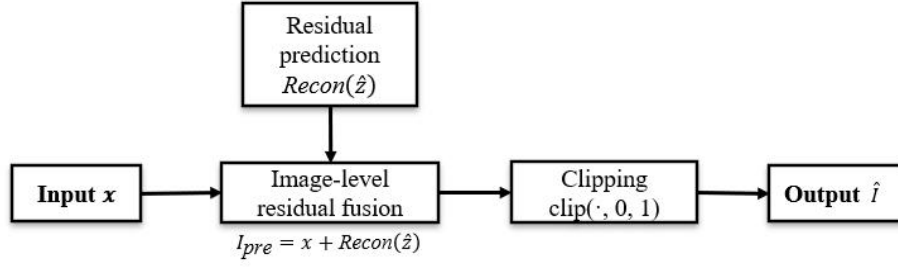 Residual
prediction
Recon(ẑ)
Input x
Image-level
residual fusion
Clipping
clip(·, 0, 1)
Output Î
I_pre = x + Recon(ẑ)